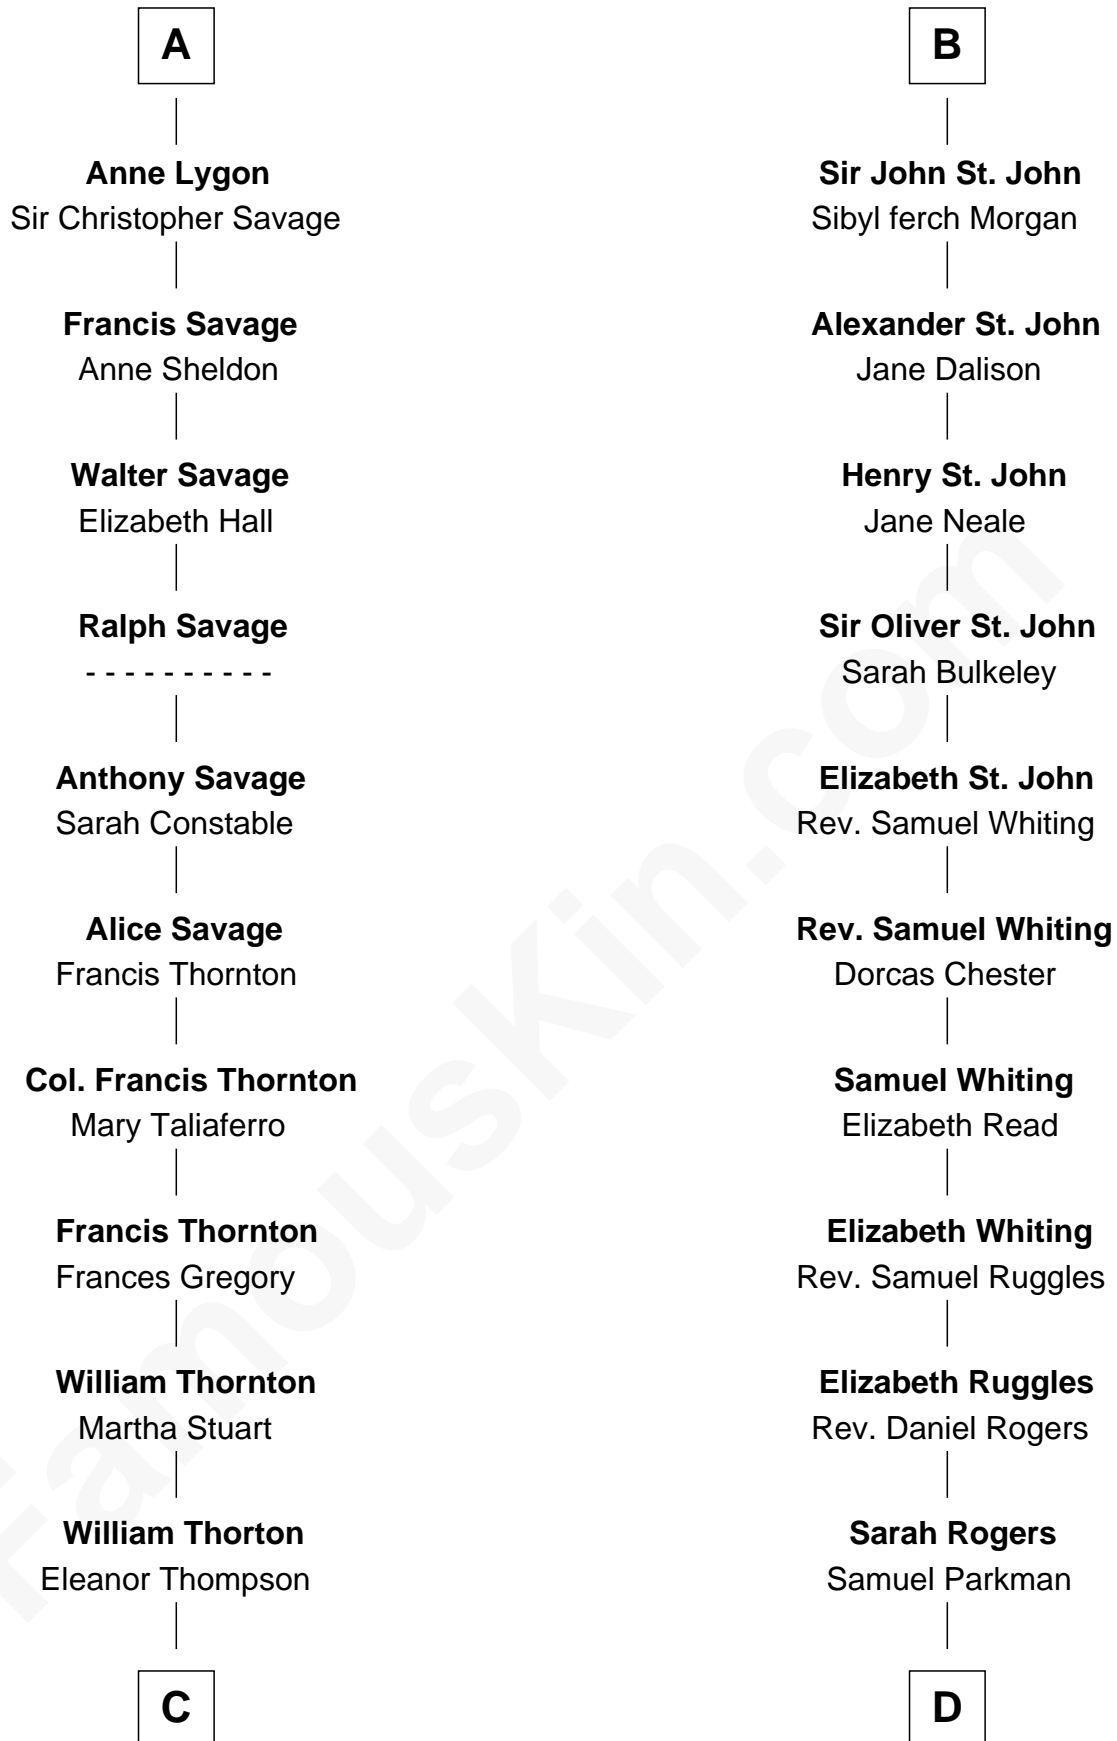 A
Anne Lygon
Sir Christopher Savage
Francis Savage
Anne Sheldon
Walter Savage
Elizabeth Hall
Ralph Savage
- - - - - - - - - -
Anthony Savage
Sarah Constable
Alice Savage
Francis Thornton
Col. Francis Thornton
Mary Taliaferro
Francis Thornton
Frances Gregory
William Thornton
Martha Stuart
William Thorton
Eleanor Thompson
C
B
Sir John St. John
Sibyl ferch Morgan
Alexander St. John
Jane Dalison
Henry St. John
Jane Neale
Sir Oliver St. John
Sarah Bulkeley
Elizabeth St. John
Rev. Samuel Whiting
Rev. Samuel Whiting
Dorcas Chester
Samuel Whiting
Elizabeth Read
Elizabeth Whiting
Rev. Samuel Ruggles
Elizabeth Ruggles
Rev. Daniel Rogers
Sarah Rogers
Samuel Parkman
D
FamousKin.com